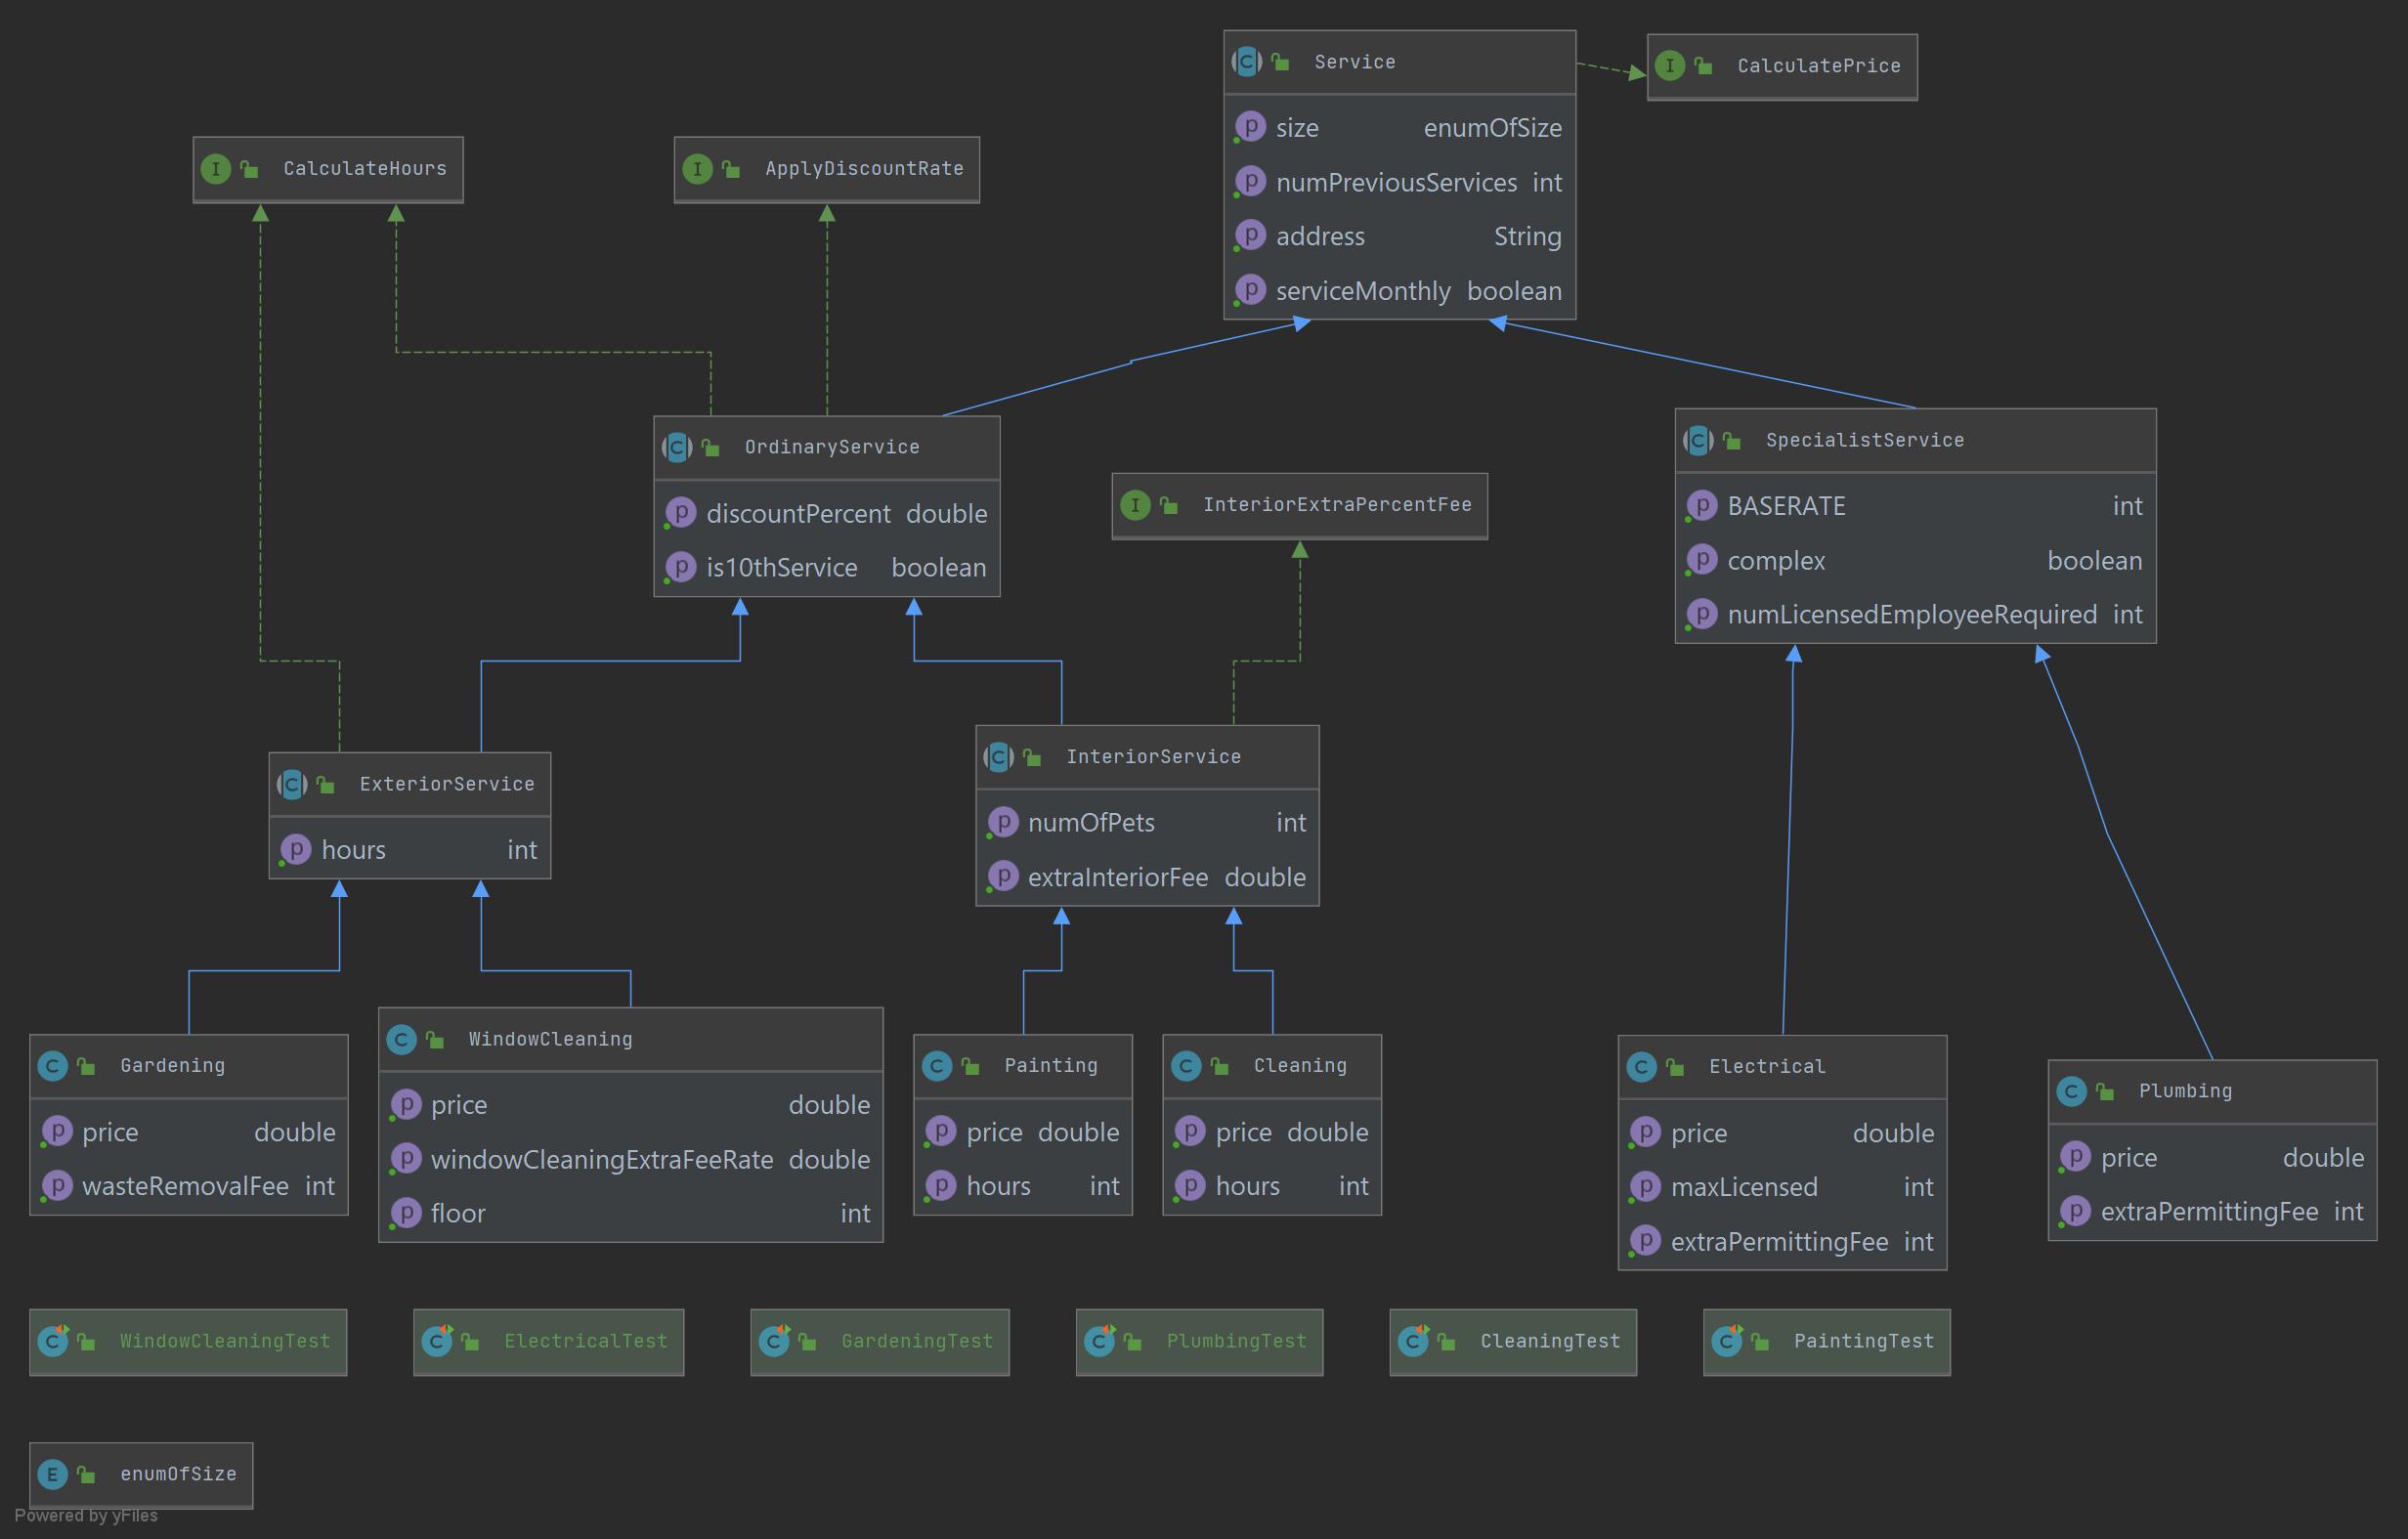 Service
size enumOfSize
numPreviousServices int
address String
serviceMonthly boolean
CalculatePrice
CalculateHours
ApplyDiscountRate
OrdinaryService
discountPercent double
is10thService boolean
InteriorExtraPercentFee
SpecialistService
BASERATE int
complex boolean
numLicensedEmployeeRequired int
ExteriorService
hours int
InteriorService
numOfPets int
extraInteriorFee double
Gardening
price double
wasteRemovalFee int
WindowCleaning
price double
windowCleaningExtraFeeRate double
floor int
Painting
price double
hours int
Cleaning
price double
hours int
Electrical
price double
maxLicensed int
extraPermittingFee int
Plumbing
price double
extraPermittingFee int
WindowCleaningTest
ElectricalTest
GardeningTest
PlumbingTest
CleaningTest
PaintingTest
enumOfSize
Powered by yFiles